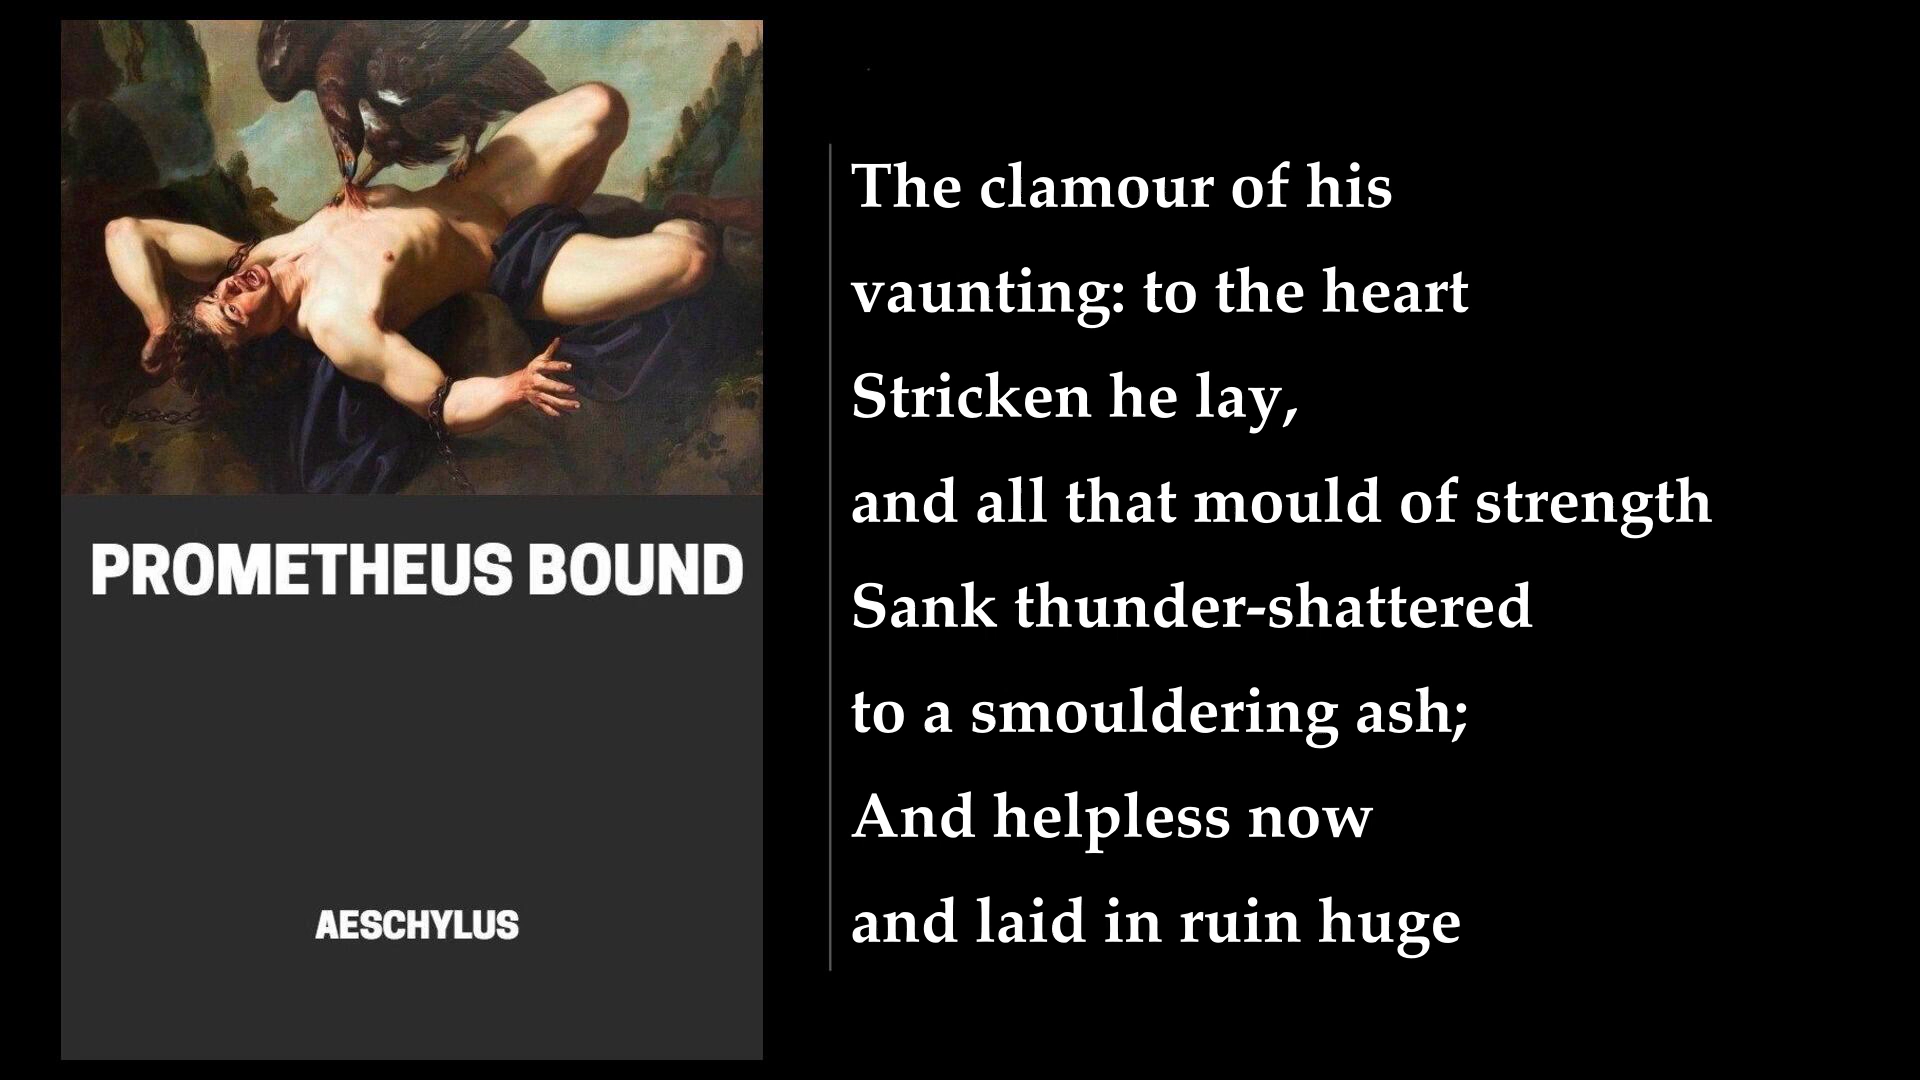 PROMETHEUS BOUND
AESCHYLUS
The clamour of his
vaunting: to the heart
Stricken he lay,
and all that mould of strength
Sank thunder-shattered
to a smouldering ash;
And helpless now
and laid in ruin huge